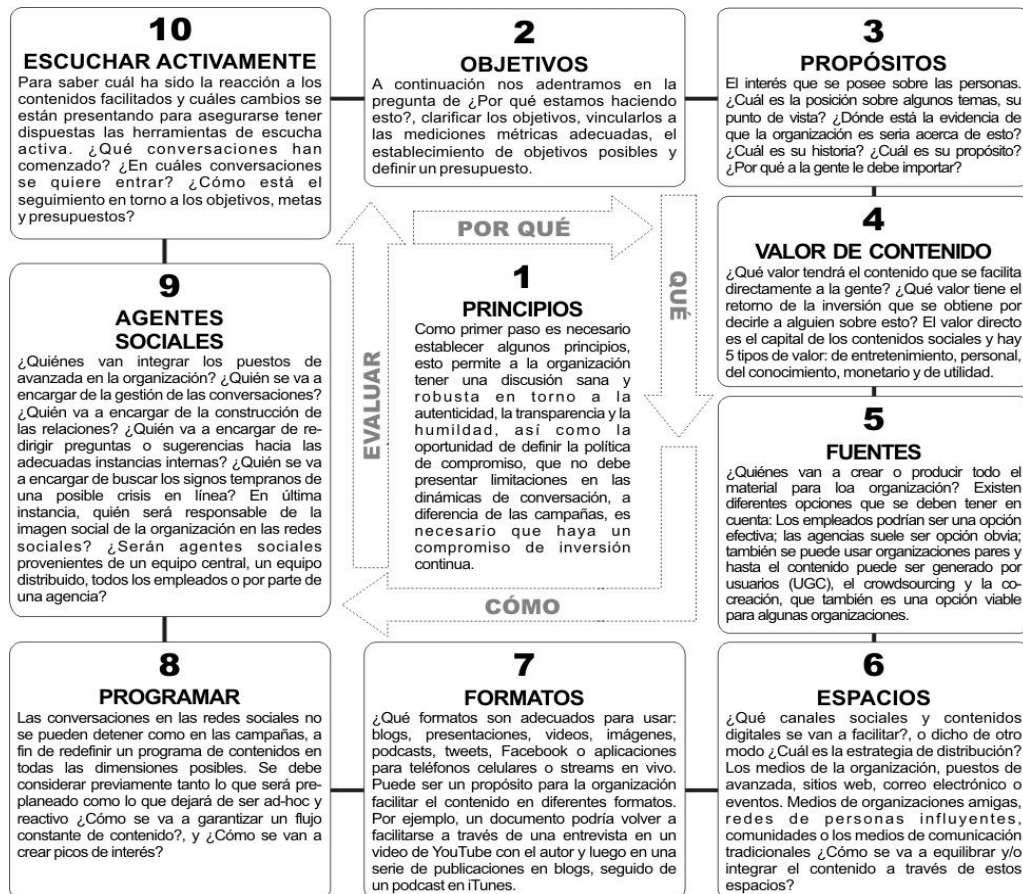 10
ESCUCHAR ACTIVAMENTE
Para saber cuál ha sido la reacción a los
contenidos facilitados y cuáles cambios se
están presentando para asegurarse tener
dispuestas las herramientas de escucha
activa. ¿Qué conversaciones han
comenzado? ¿En cuáles conversaciones
se quiere entrar? ¿Cómo está el
seguimiento en torno a los objetivos, metas
y presupuestos?
2
OBJETIVOS
A continuación nos adentramos en la
pregunta de ¿Por qué estamos haciendo
esto?, clarificar los objetivos, vincularlos a
las mediciones métricas adecuadas, el
establecimiento de objetivos posibles y
definir un presupuesto.
3
PROPÓSITOS
El interés que se posee sobre las personas.
¿Cuál es la posición sobre algunos temas, su
punto de vista? ¿Dónde está la evidencia de
que la organización es seria acerca de esto?
¿Cuál es su historia? ¿Cuál es su propósito?
¿Por qué a la gente le debe importar?
POR QUÉ
QUÉ
CÓMO
EVALUAR
1
PRINCIPIOS
Como primer paso es necesario
establecer algunos principios,
esto permite a la organización
tener una discusión sana y
robusta en torno a la
autenticidad, la transparencia y la
humildad, así como la
oportunidad de definir la política
de compromiso, que no debe
presentar limitaciones en las
dinámicas de conversación, a
diferencia de las campañas, es
necesario que haya un
compromiso de inversión
continua.
4
VALOR DE CONTENIDO
¿Qué valor tendrá el contenido que se facilita
directamente a la gente? ¿Qué valor tiene el
retorno de la inversión que se obtiene por
decirle a alguien sobre esto? El valor directo
es el capital de los contenidos sociales y hay
5 tipos de valor: de entretenimiento, personal,
del conocimiento, monetario y de utilidad.
9
AGENTES
SOCIALES
¿Quiénes van integrar los puestos de
avanzada en la organización? ¿Quién se va a
encargar de la gestión de las conversaciones?
¿Quién va a encargar de la construcción de
las relaciones? ¿Quién va a encargar de re-
dirigir preguntas o sugerencias hacia las
adecuadas instancias internas? ¿Quién se va
a encargar de buscar los signos tempranos de
una posible crisis en línea? En última
instancia, quién será responsable de la
imagen social de la organización en las redes
sociales? ¿Serán agentes sociales
provenientes de un equipo central, un equipo
distribuido, todos los empleados o por parte de
una agencia?
5
FUENTES
¿Quiénes van a crear o producir todo el
material para loa organización? Existen
diferentes opciones que se deben tener en
cuenta: Los empleados podrían ser una opción
efectiva; las agencias suele ser opción obvia;
también se puede usar organizaciones pares y
hasta el contenido puede ser generado por
usuarios (UGC), el crowdsourcing y la co-
creación, que también es una opción viable
para algunas organizaciones.
8
PROGRAMAR
Las conversaciones en las redes sociales no
se pueden detener como en las campañas, a
fin de redefinir un programa de contenidos en
todas las dimensiones posibles. Se debe
considerar previamente tanto lo que será pre-
planeado como lo que dejará de ser ad-hoc y
reactivo ¿Cómo se va a garantizar un flujo
constante de contenido?, y ¿Cómo se van a
crear picos de interés?
7
FORMATOS
¿Qué formatos son adecuados para usar:
blogs, presentaciones, videos, imágenes,
podcasts, tweets, Facebook o aplicaciones
para teléfonos celulares o streams en vivo.
Puede ser un propósito para la organización
facilitar el contenido en diferentes formatos.
Por ejemplo, un documento podría volver a
facilitarse a través de una entrevista en un
video de YouTube con el autor y luego en una
serie de publicaciones en blogs, seguido de
un podcast en iTunes.
6
ESPACIOS
¿Qué canales sociales y contenidos
digitales se van a facilitar?, o dicho de otro
modo ¿Cuál es la estrategia de distribución?
Los medios de la organización, puestos de
avanzada, sitios web, correo electrónico o
eventos. Medios de organizaciones amigas,
redes de personas influyentes,
comunidades o los medios de comunicación
tradicionales ¿Cómo se va a equilibrar y/o
integrar el contenido a través de estos
espacios?